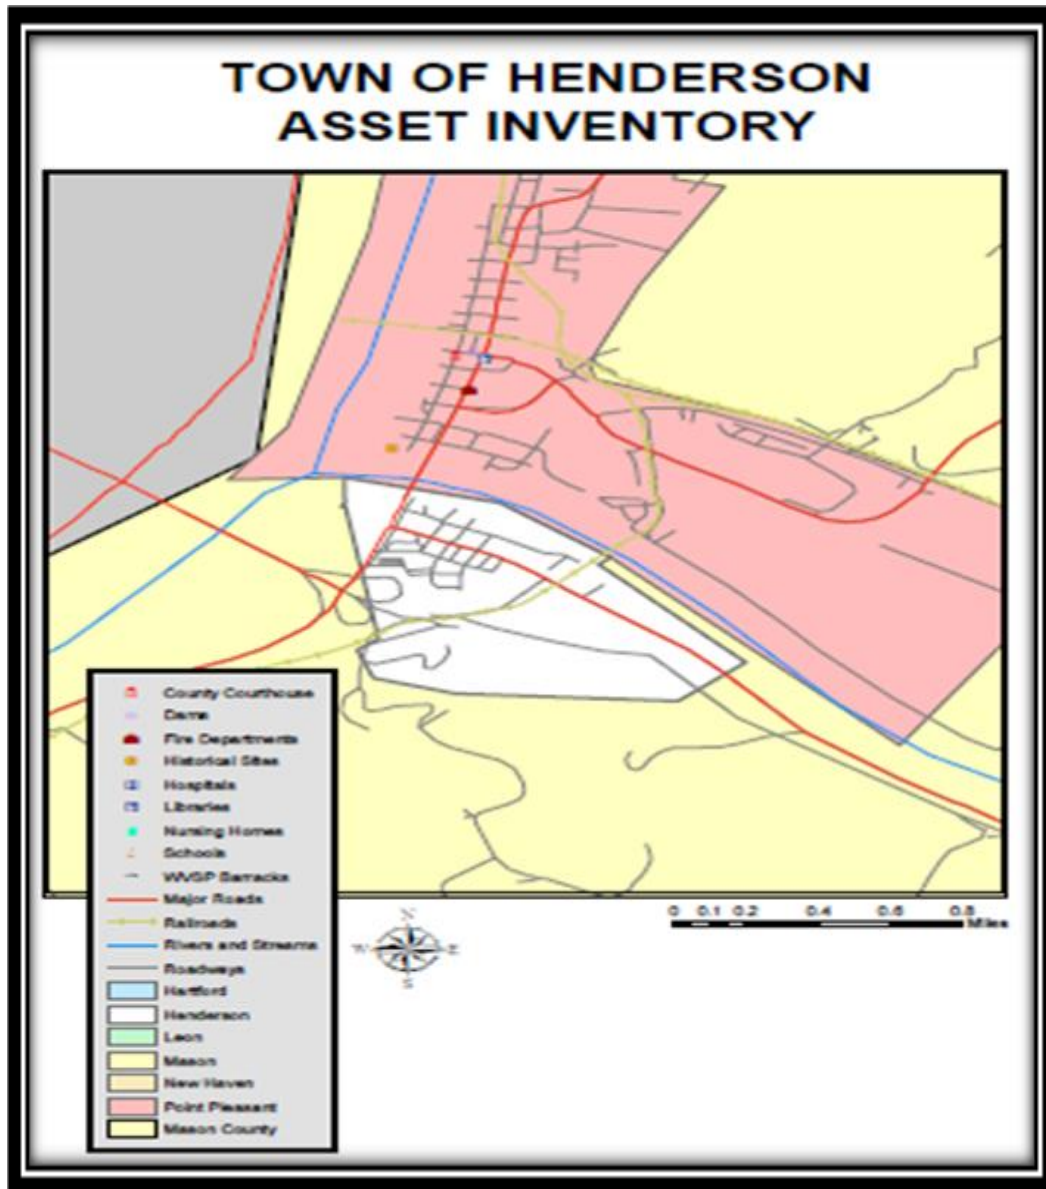 TOWN OF HENDERSON
ASSET INVENTORY
County Courthouse
Dams
Fire Departments
Historical Sites
Hospitals
Libraries
Nursing Homes
Schools
WVSP Barracks
Major Roads
Railroads
Rivers and Streams
Roadways
Hartford
Henderson
Leon
Mason
New Haven
Point Pleasant
Mason County
0 0.1 0.2 0.4 0.6 0.8
Miles
N
W E
S